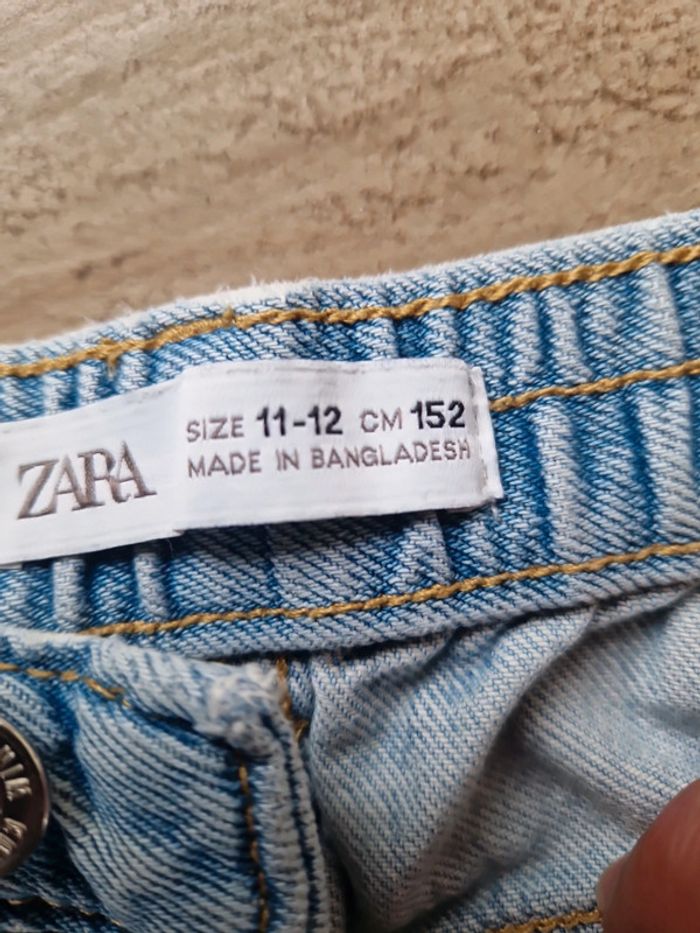 ZARA
SIZE 11-12 CM 152
MADE IN BANGLADESH